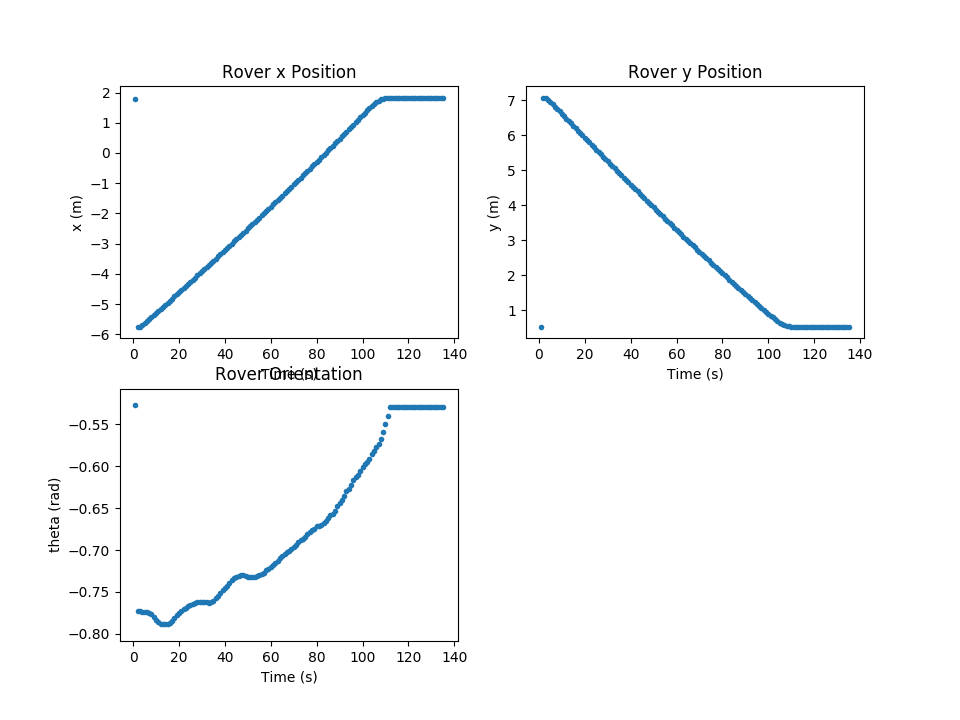 Rover x Position
x (m)
2
1
0
−1
−2
−3
−4
−5
−6
0 20 40 60 80 100 120 140
Time (s)
Rover y Position
y (m)
7
6
5
4
3
2
1
0 20 40 60 80 100 120 140
Time (s)
Rover Orientation
theta (rad)
−0.55
−0.60
−0.65
−0.70
−0.75
−0.80
0 20 40 60 80 100 120 140
Time (s)